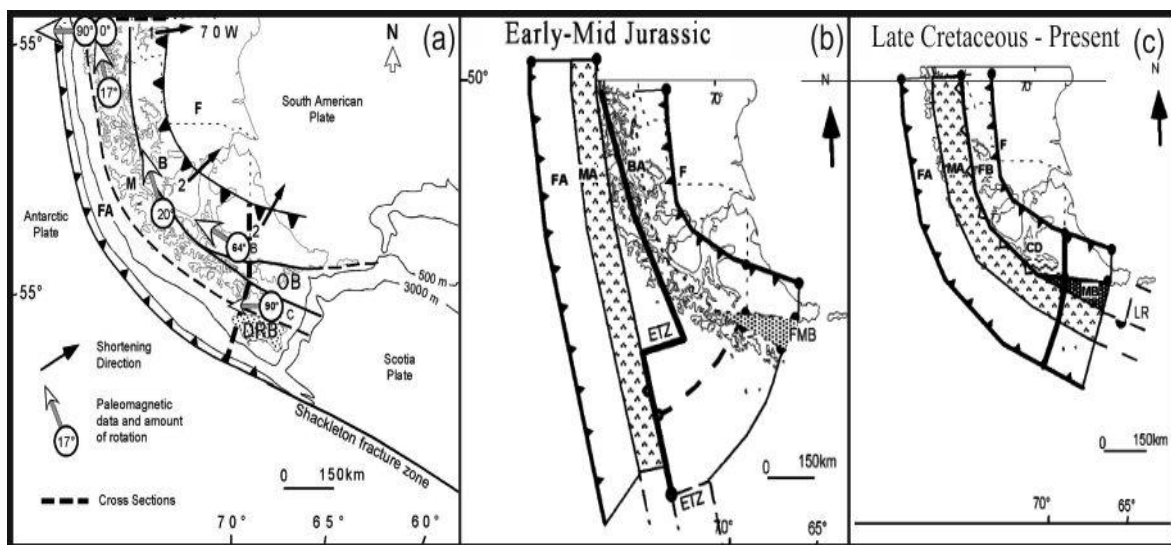 90°
0°
1
70 W
(a)
55°
N
17°
F
South American
Plate
B
M
2
FA
Antarctic
Plate
20°
2
64°
B
OB
500 m
3000 m
55°
90°
C
DRB
Shortening
Direction
Scotia
Plate
Paleomagnetic
data and amount
of rotation
17°
Shackleton fracture zone
0 150km
Cross Sections
70°
65°
60°
Early-Mid Jurassic
(b)
50°
N
70°
FA
MA
BA
F
ETZ
FMB
0 150km
ETZ
70°
65°
Late Cretaceous - Present
(c)
N
70°
F
FA
MA
FB
CD
MB
LR
0 150km
70°
65°